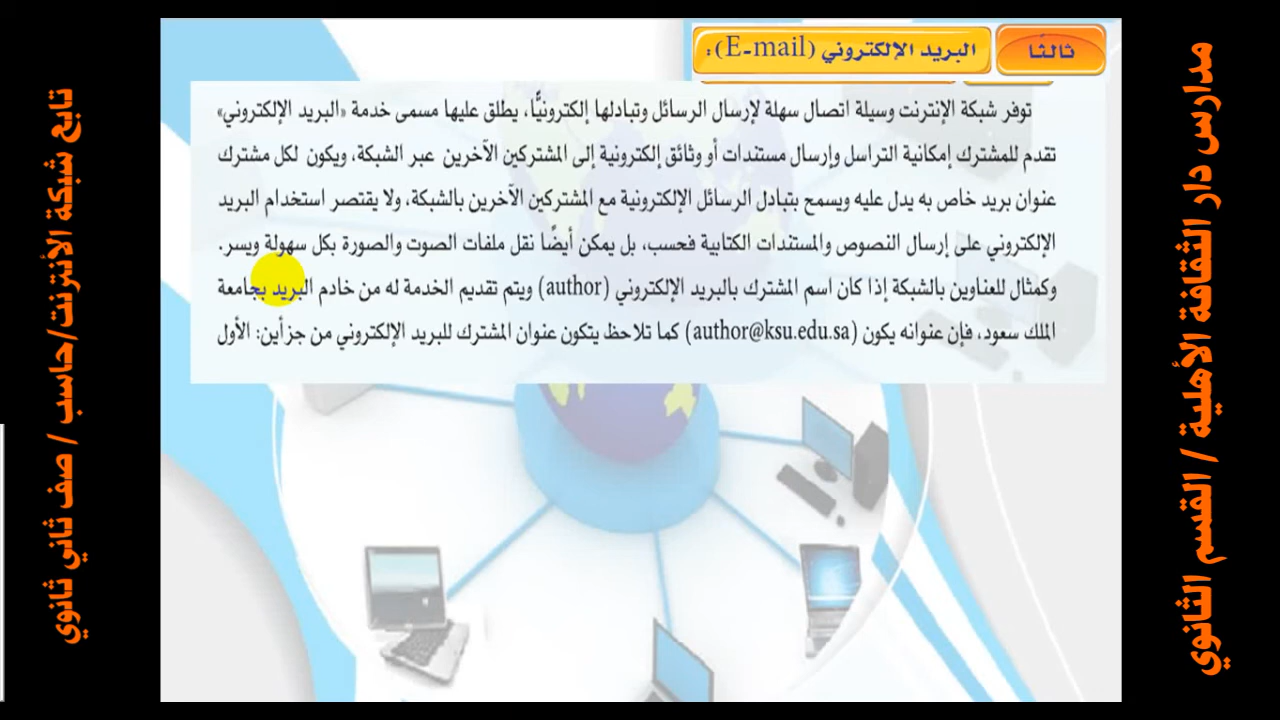 مدارس دار الثقافة الأهلية / القسم الثانوي
ثالثًا
البريد الإلكتروني (E-mail):
توفر شبكة الإنترنت وسيلة اتصال سهلة لإرسال الرسائل وتبادلها إلكترونيًّا، يطلق عليها مسمى خدمة «البريد الإلكتروني»
تقدم للمشترك إمكانية التراسل وإرسال مستندات أو وثائق إلكترونية إلى المشتركين الآخرين عبر الشبكة، ويكون لكل مشترك
عنوان بريد خاص به يدل عليه ويسمح بتبادل الرسائل الإلكترونية مع المشتركين الآخرين بالشبكة، ولا يقتصر استخدام البريد
الإلكتروني على إرسال النصوص والمستندات الكتابية فحسب، بل يمكن أيضًا نقل ملفات الصوت والصورة بكل سهولة ويسر.
وكمثال للعناوين بالشبكة إذا كان اسم المشترك بالبريد الإلكتروني (author) ويتم تقديم الخدمة له من خادم البريد بجامعة
الملك سعود، فإن عنوانه يكون (author@ksu.edu.sa) كما تلاحظ يتكون عنوان المشترك للبريد الإلكتروني من جزأين: الأول
تابع شبكة الأنترنت/حاسب / صف ثاني ثانوي